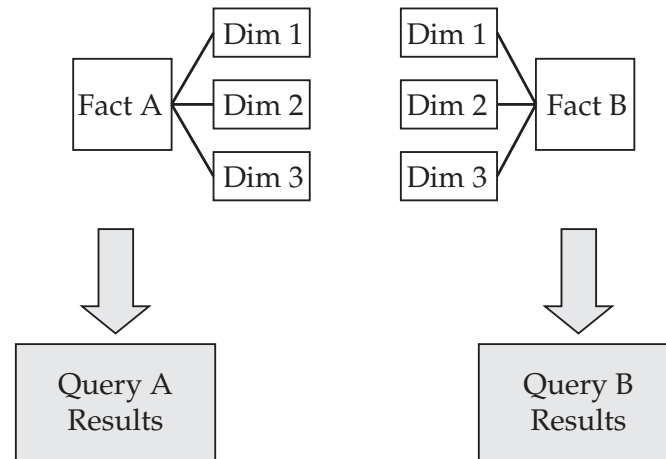 Dim 1
Fact A
Dim 2
Dim 3
Dim 1
Dim 2
Fact B
Dim 3
Query A
Results
Query B
Results